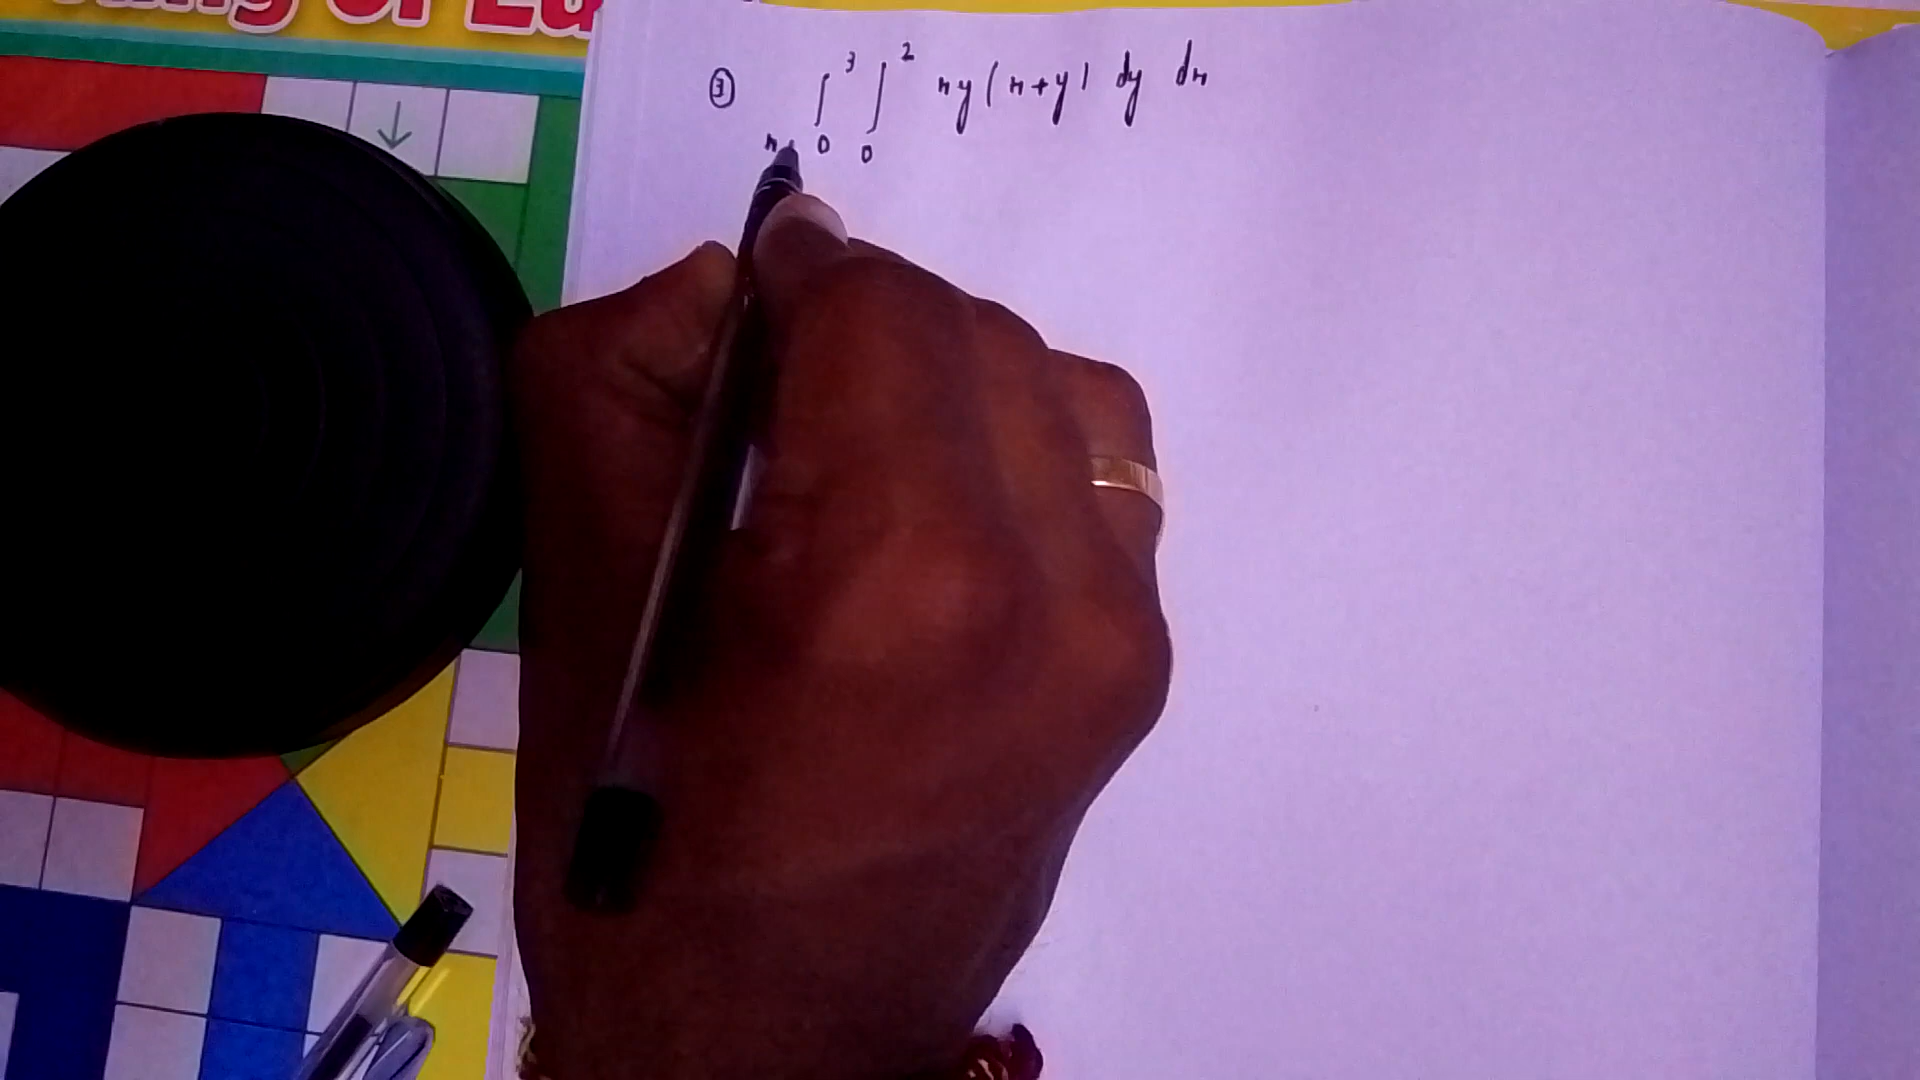 ③ ∫₀³ ∫₀² xy(x+y) dy dx
x